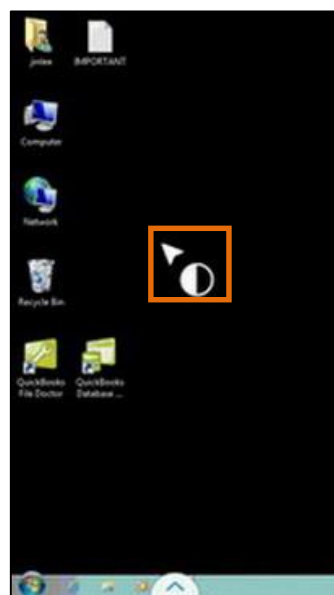 jmlee IMPORTANT
Computer
Network
Recycle Bin
QuickBooks QuickBooks
File Doctor Database ...